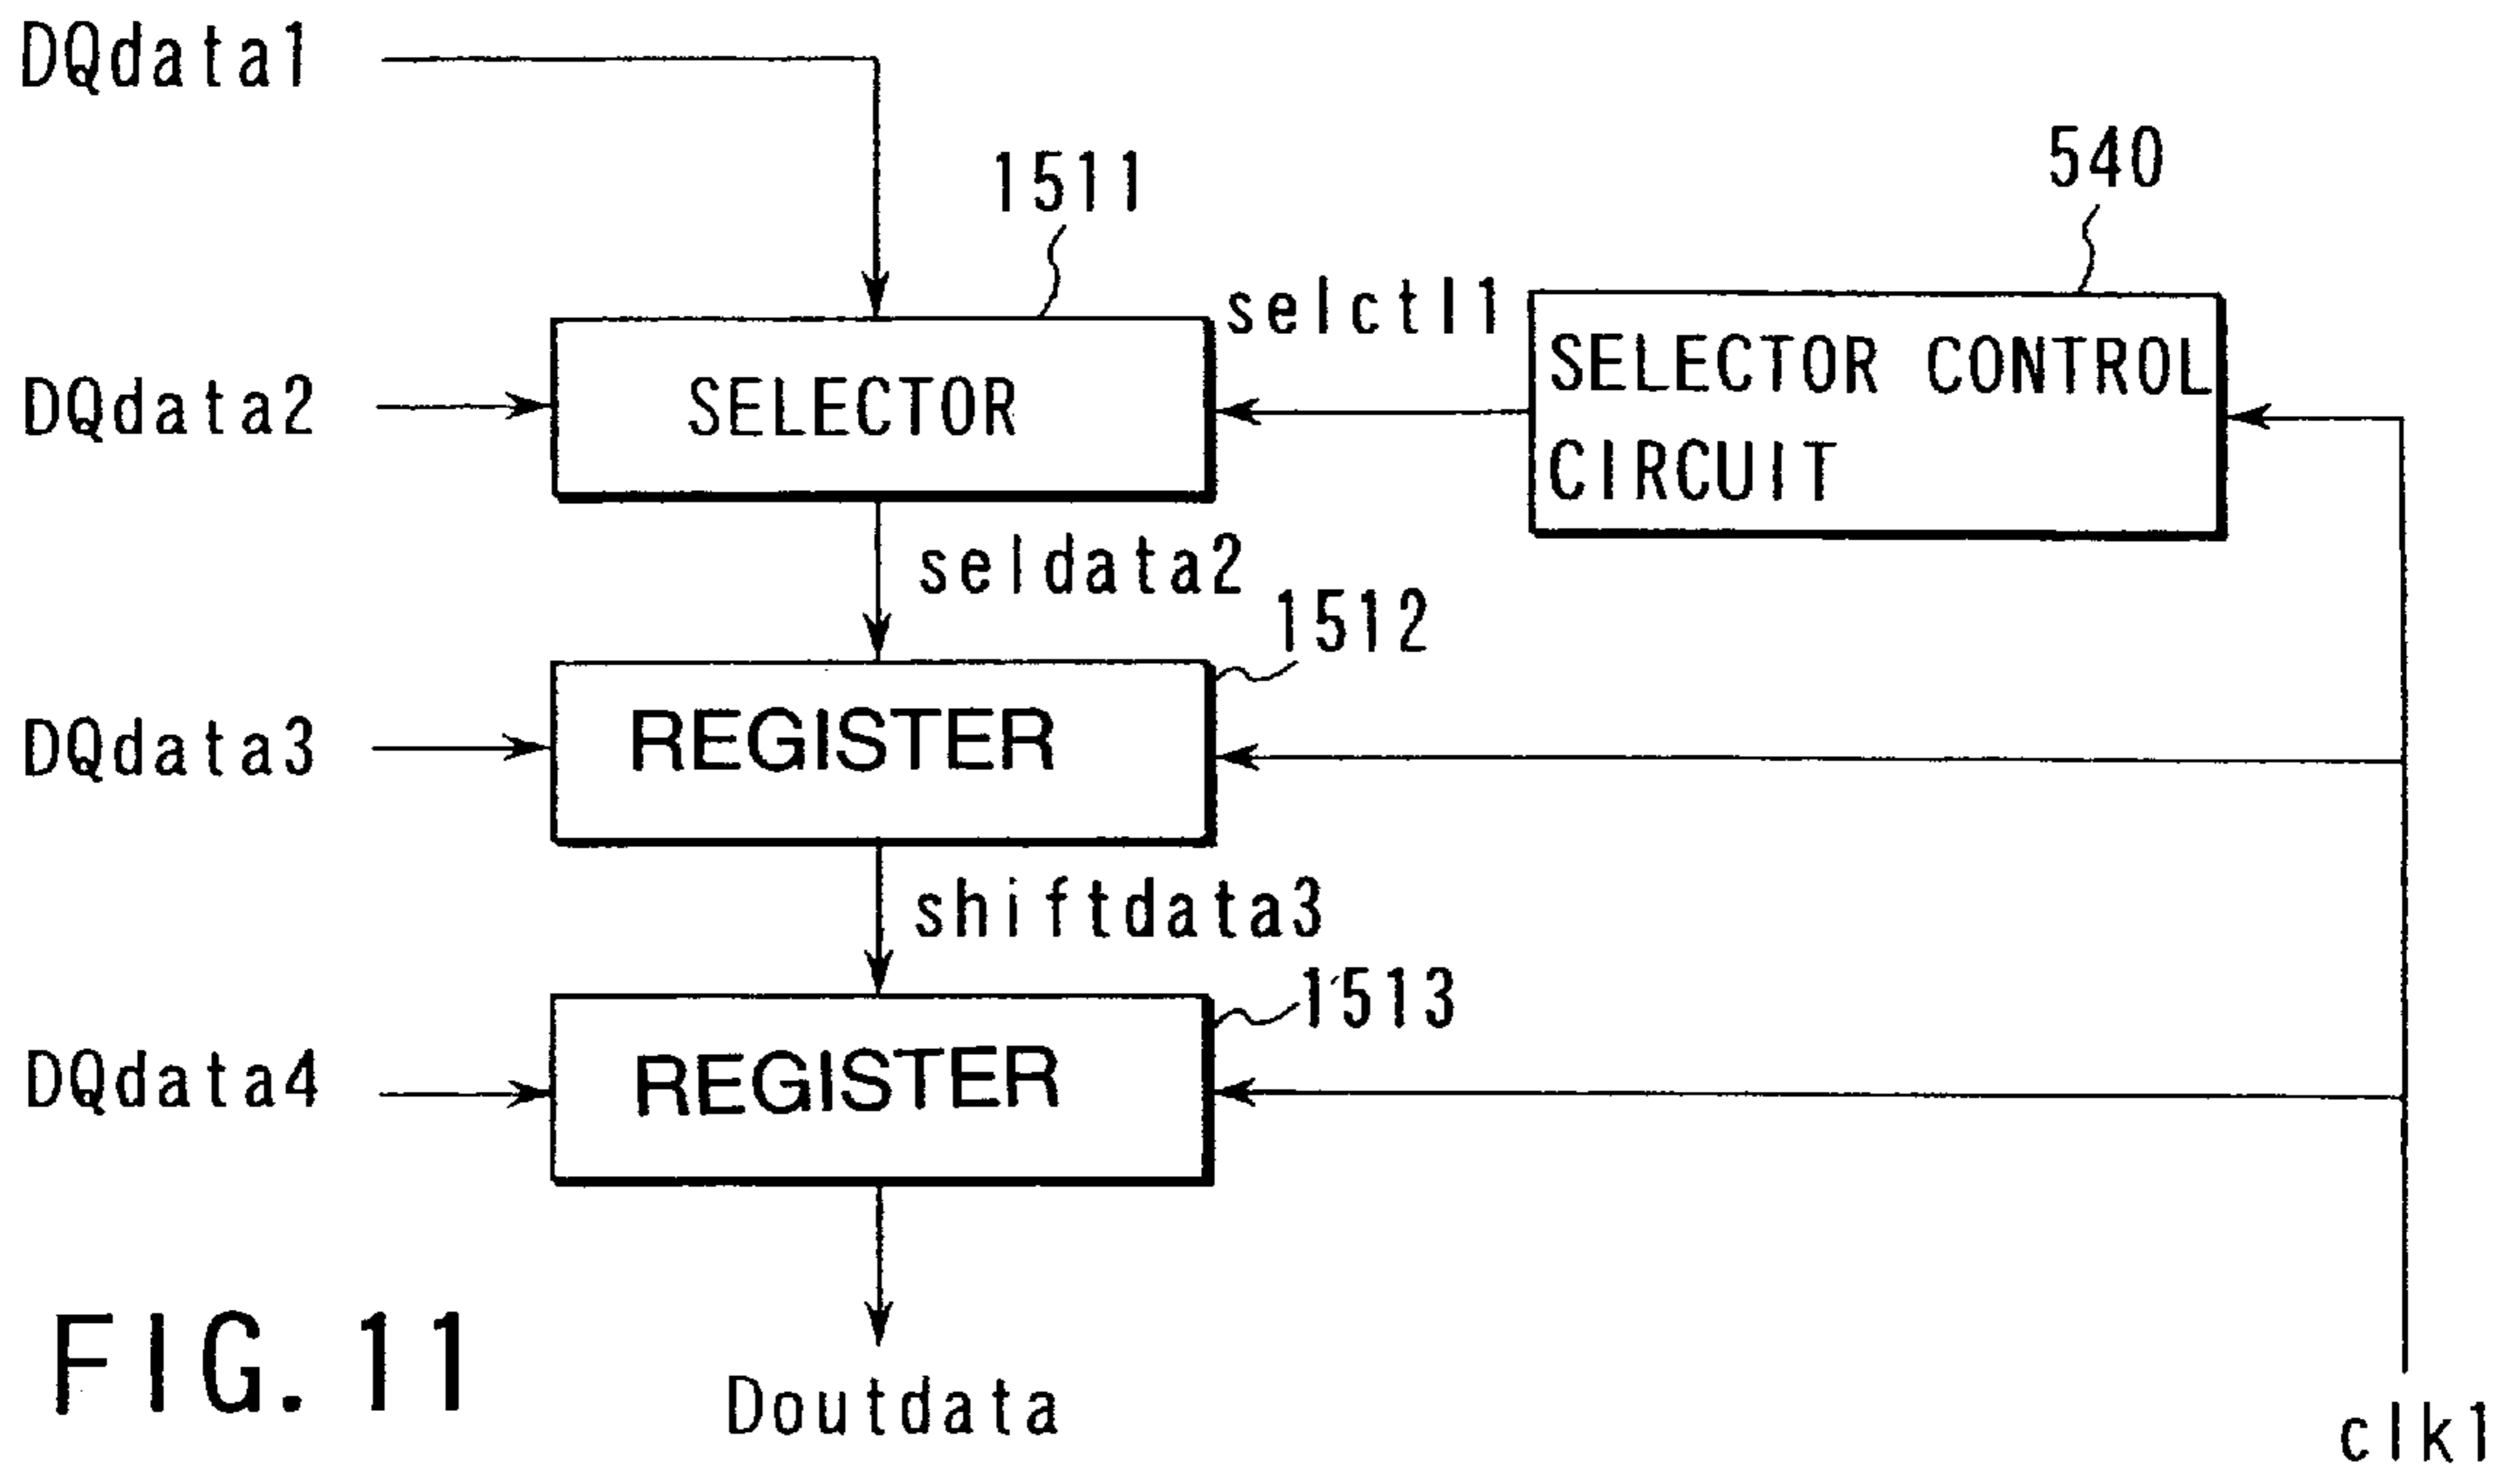 DQdata1
1511
540
selctl1
SELECTOR CONTROL
CIRCUIT
DQdata2
SELECTOR
seldata2
1512
DQdata3
REGISTER
shiftdata3
1513
DQdata4
REGISTER
FIG. 11
Doutdata
clk1